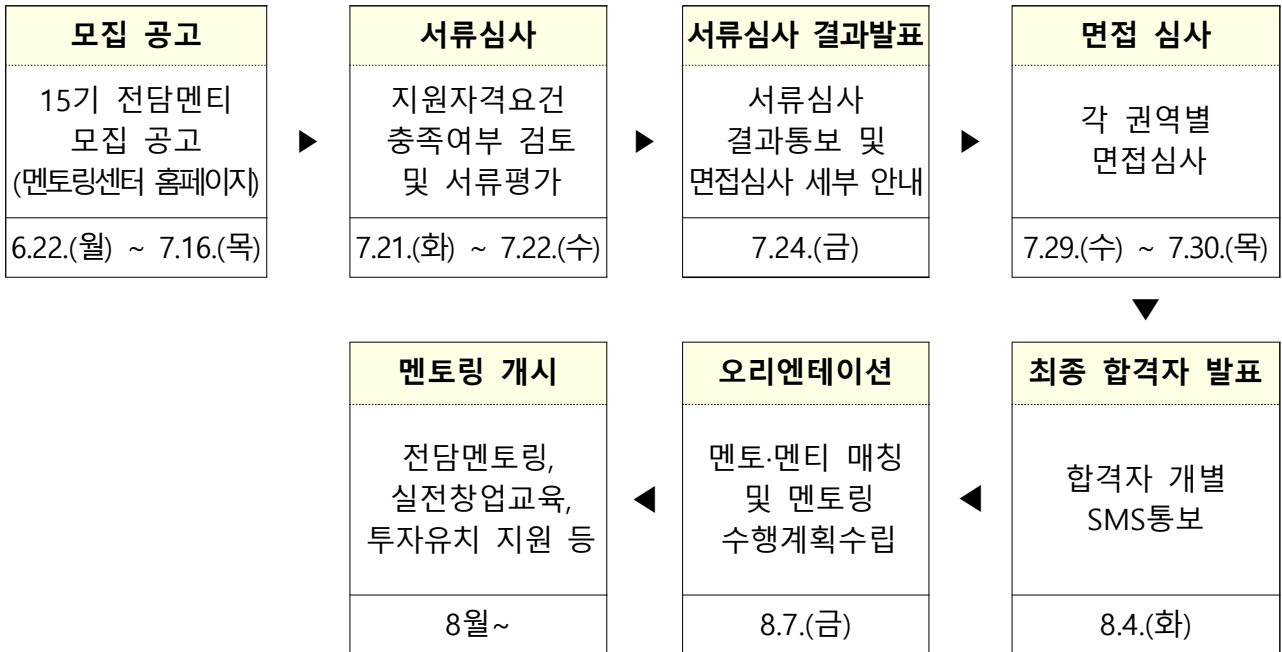 모집 공고
15기 전담멘티
모집 공고
(멘토링센터 홈페이지)
6.22.(월) ~ 7.16.(목)
▶
서류심사
지원자격요건
충족여부 검토
및 서류평가
7.21.(화) ~ 7.22.(수)
▶
서류심사 결과발표
서류심사
결과통보 및
면접심사 세부 안내
7.24.(금)
▶
면접 심사
각 권역별
면접심사
7.29.(수) ~ 7.30.(목)
▼
최종 합격자 발표
합격자 개별
SMS통보
8.4.(화)
◀
오리엔테이션
멘토·멘티 매칭
및 멘토링
수행계획수립
8.7.(금)
◀
멘토링 개시
전담멘토링,
실전창업교육,
투자유치 지원 등
8월~